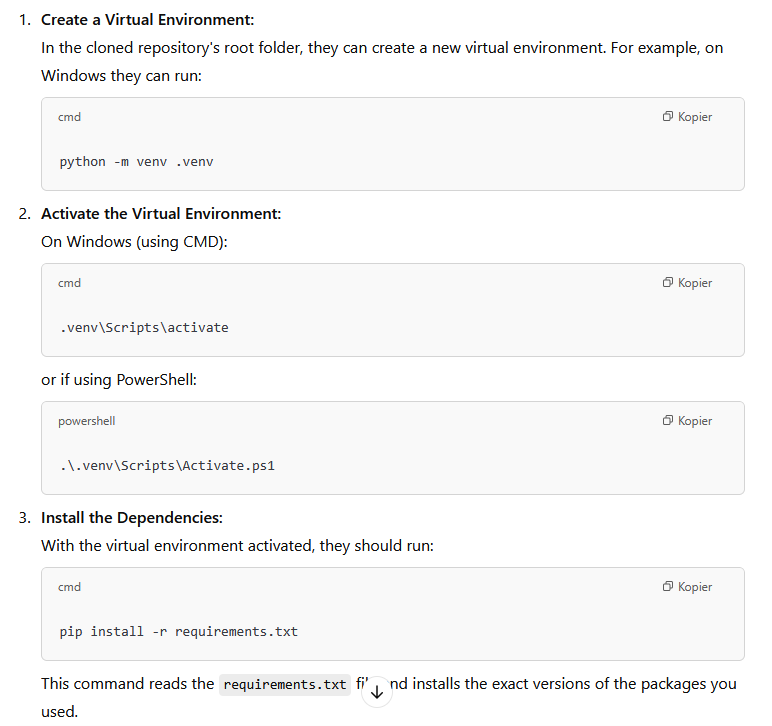 1. Create a Virtual Environment:
In the cloned repository's root folder, they can create a new virtual environment. For example, on
Windows they can run:
cmd
Kopier
python -m venv .venv
2. Activate the Virtual Environment:
On Windows (using CMD):
cmd
Kopier
.venv\Scripts\activate
or if using PowerShell:
powershell
Kopier
.\.venv\Scripts\Activate.ps1
3. Install the Dependencies:
With the virtual environment activated, they should run:
cmd
Kopier
pip install -r requirements.txt
This command reads the requirements.txt installs the exact versions of the packages you
used.